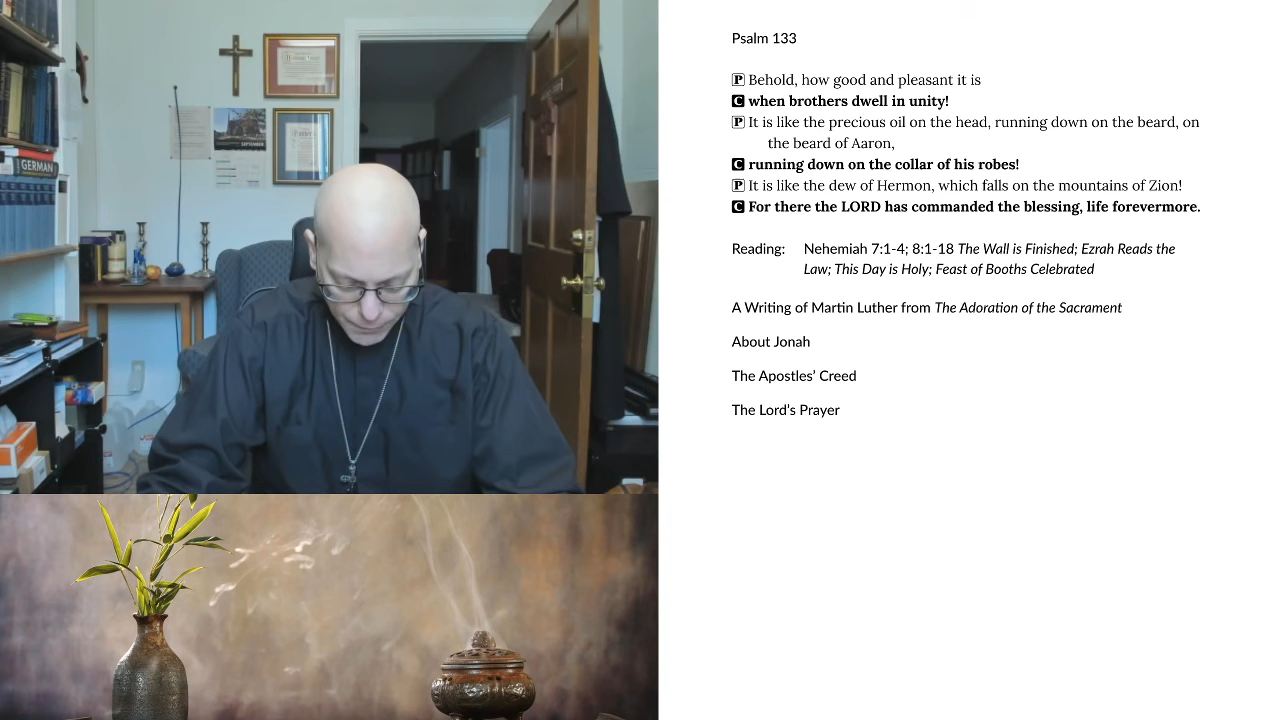 Psalm 133
P Behold, how good and pleasant it is
C when brothers dwell in unity!
P It is like the precious oil on the head, running down on the beard, on
the beard of Aaron,
C running down on the collar of his robes!
P It is like the dew of Hermon, which falls on the mountains of Zion!
C For there the LORD has commanded the blessing, life forevermore.
Reading: Nehemiah 7:1-4; 8:1-18 The Wall is Finished; Ezrah Reads the
Law; This Day is Holy; Feast of Booths Celebrated
A Writing of Martin Luther from The Adoration of the Sacrament
About Jonah
The Apostles’ Creed
The Lord’s Prayer
SEPTEMBER
GERMAN